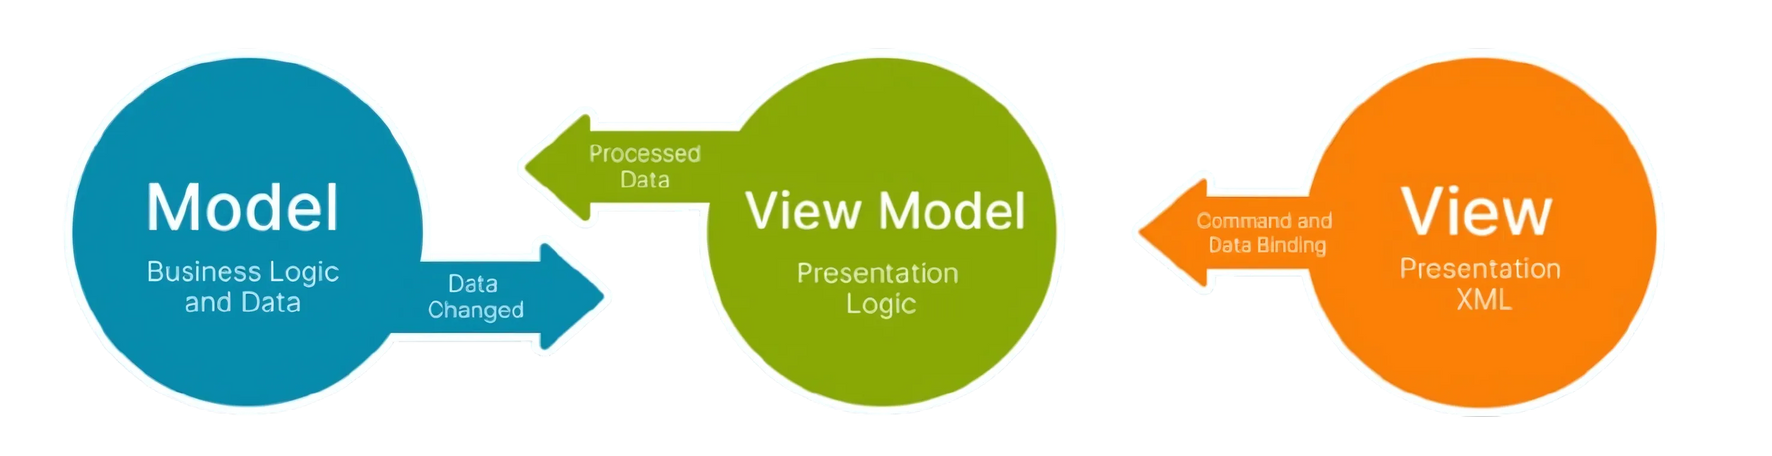 Model
Business Logic
and Data
Data
Changed
Processed
Data
View Model
Presentation
Logic
Command and
Data Binding
View
Presentation
XML